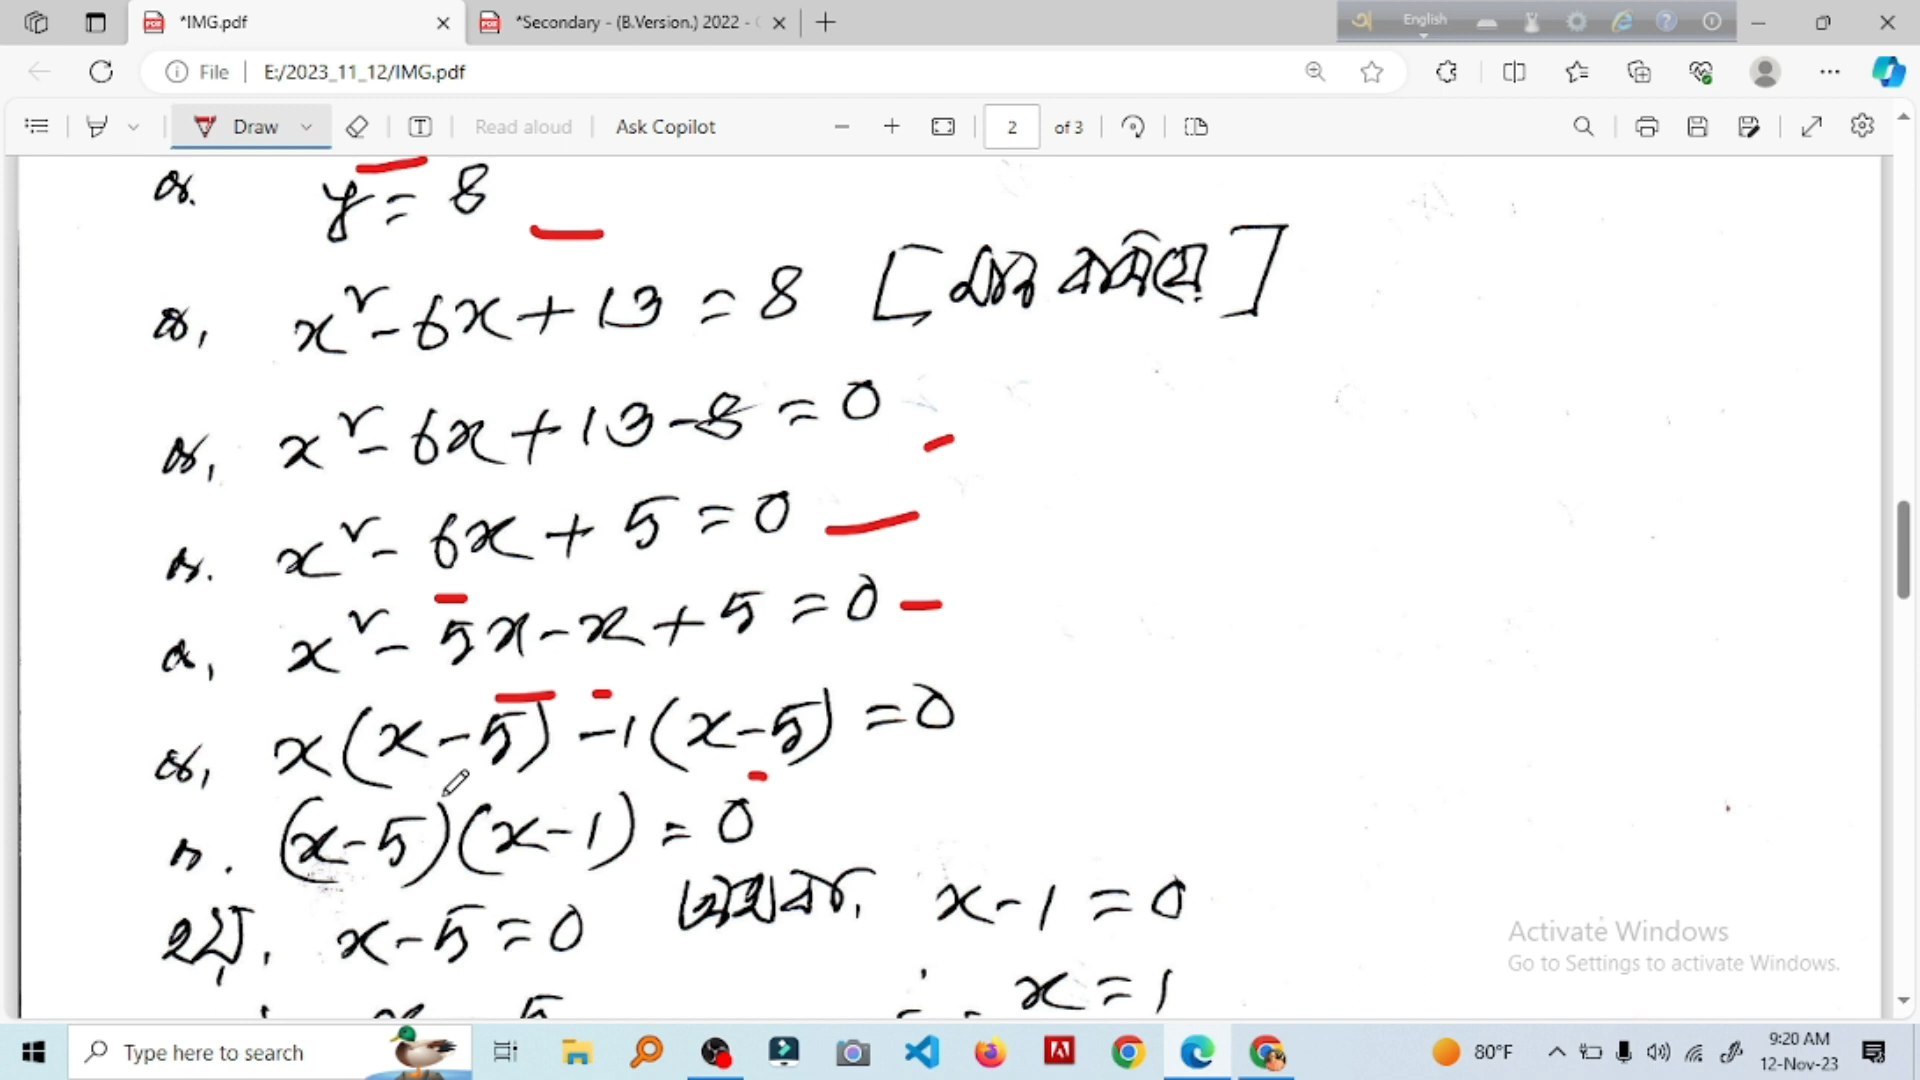 *IMG.pdf
*Secondary - (B.Version.) 2022 -
English
File
E:/2023_11_12/IMG.pdf
Draw
Read aloud
Ask Copilot
2
of 3
বা, y = 8
বা, x² - 6x + 13 = 8 [মান বসিয়ে]
বা, x² - 6x + 13 - 8 = 0
বা, x² - 6x + 5 = 0
বা, x² - 5x - x + 5 = 0
বা, x(x - 5) - 1(x - 5) = 0
বা, (x - 5)(x - 1) = 0
হয়, x - 5 = 0 অথবা, x - 1 = 0
x = 1
Activate Windows
Go to Settings to activate Windows.
Type here to search
80°F
9:20 AM
12-Nov-23